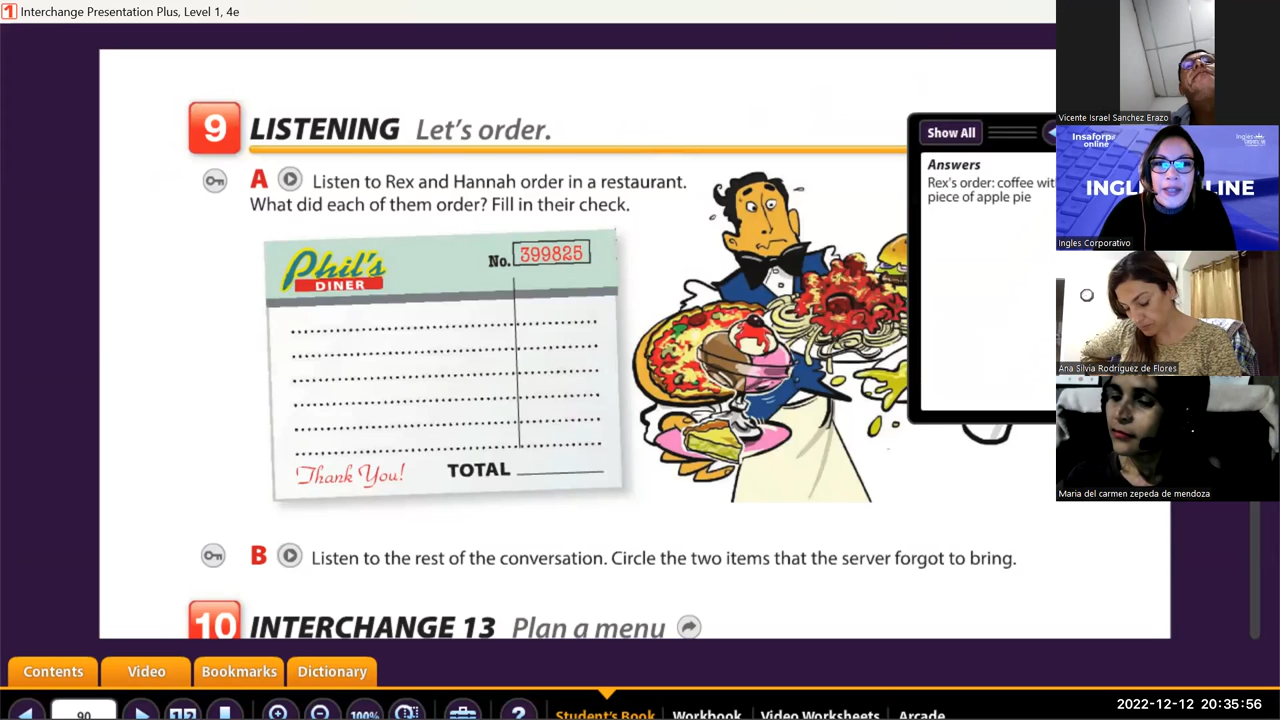 Interchange Presentation Plus, Level 1, 4e
9 LISTENING Let's order.
A Listen to Rex and Hannah order in a restaurant.
What did each of them order? Fill in their check.
Phil's
DINER
No. 399825
Thank You!
TOTAL
Show All
Answers
Rex's order: coffee wit
piece of apple pie
B Listen to the rest of the conversation. Circle the two items that the server forgot to bring.
10 INTERCHANGE 13 Plan a menu
Contents
Video
Bookmarks
Dictionary
90
100%
?
Student's Book
Workbook
Video Worksheets
Arcade
Vicente Israel Sanchez Erazo
Insaforp
online
INGL
LINE
Ingles Corporativo
Ana Silvia Rodriguez de Flores
Maria del carmen zepeda de mendoza
2022-12-12 20:35:56